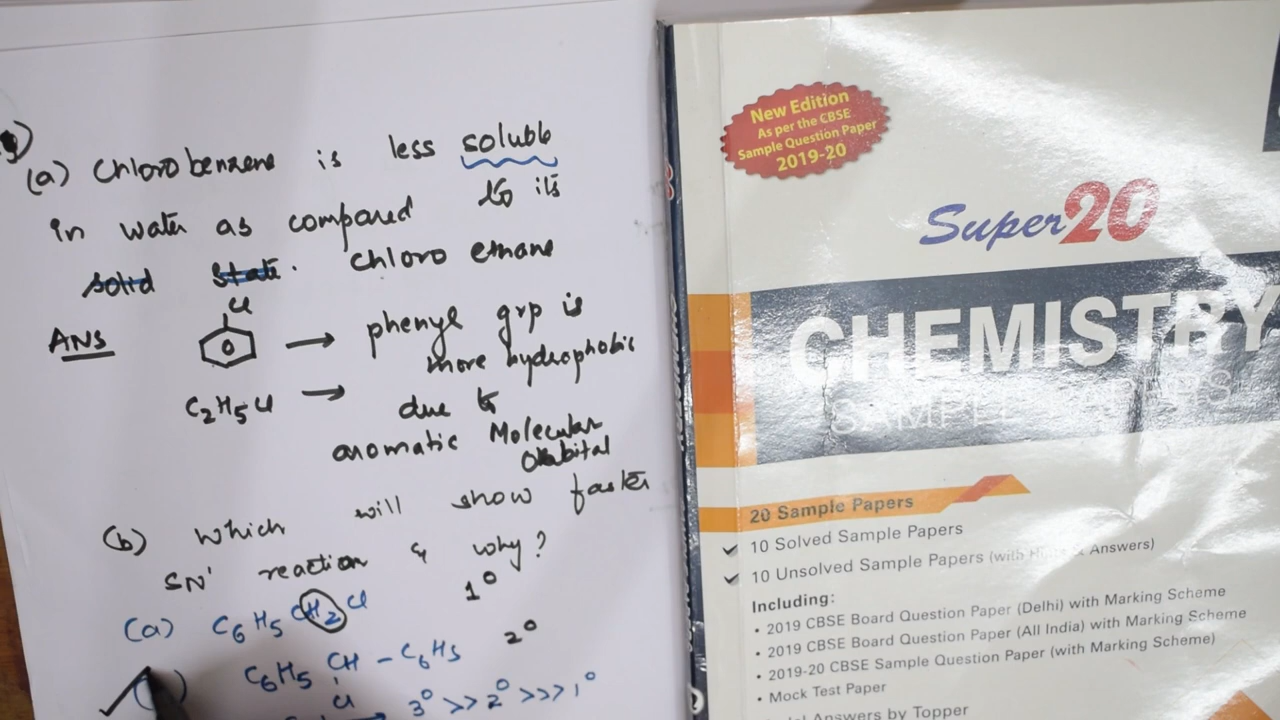 (a) Chlorobenzene is less soluble
in water as compared to its
solid state. chloro ethane
Ans
Cl
phenyl grp is
more hydrophobic
C2H5Cl →
due to
aromatic Molecular
Orbital
(b) Which will show faster
SN' reaction & why?
(a) C6H5CH2Cl 1°
C6H5 CH - C6H5 2°
Cl
3° >> 2° >>> 1°
New Edition
As per the CBSE
Sample Question Paper
2019-20
Super20
CHEMISTRY
SAMPLE PAPERS
20 Sample Papers
10 Solved Sample Papers
10 Unsolved Sample Papers (with Hints & Answers)
Including:
• 2019 CBSE Board Question Paper (Delhi) with Marking Scheme
• 2019 CBSE Board Question Paper (All India) with Marking Scheme
• 2019-20 CBSE Sample Question Paper (with Marking Scheme)
• Mock Test Paper
Answers by Topper